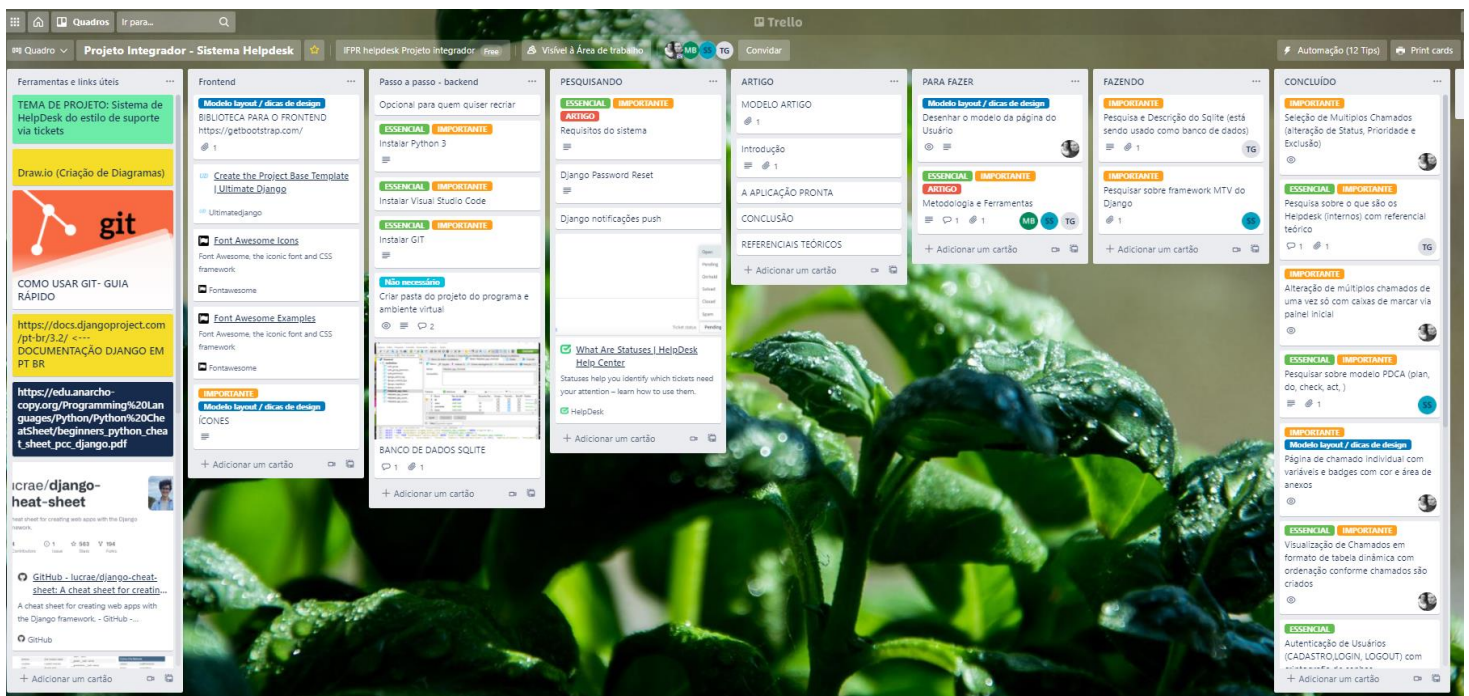 Quadros
Ir para...
Trello
Quadro
Projeto Integrador - Sistema Helpdesk
IFPR helpdesk Projeto integrador Free
Visível à Área de trabalho
MB SS TG
Convidar
Automação (12 Tips)
Print cards
Ferramentas e links úteis
TEMA DE PROJETO: Sistema de
HelpDesk do estilo de suporte
via tickets
Draw.io (Criação de Diagramas)
git
COMO USAR GIT- GUIA
RÁPIDO
https://docs.djangoproject.com
/pt-br/3.2/ <---
DOCUMENTAÇÃO DJANGO EM
PT BR
https://edu.anarcho-
copy.org/Programming%20Lan
guages/Python/Python%20Che
atSheet/beginners_python_chea
t_sheet_pcc_django.pdf
ucrae/django-
heat-sheet
GitHub - lucrae/django-cheat-
sheet: A cheat sheet for creatin...
A cheat sheet for creating web apps with
the Django framework. - GitHub -...
GitHub
+ Adicionar um cartão
Frontend
Modelo layout / dicas de design
BIBLIOTECA PARA O FRONTEND
https://getbootstrap.com/
1
Create the Project Base Template
| Ultimate Django
Ultimatedjango
Font Awesome Icons
Font Awesome, the iconic font and CSS
framework
Fontawesome
Font Awesome Examples
Font Awesome, the iconic font and CSS
framework
Fontawesome
IMPORTANTE
Modelo layout / dicas de design
ÍCONES
+ Adicionar um cartão
Passo a passo - backend
Opcional para quem quiser recriar
ESSENCIAL IMPORTANTE
Instalar Python 3
ESSENCIAL IMPORTANTE
Instalar Visual Studio Code
ESSENCIAL IMPORTANTE
Instalar GIT
Não necessário
Criar pasta do projeto do programa e
ambiente virtual
2
BANCO DE DADOS SQLITE
1 1
+ Adicionar um cartão
PESQUISANDO
ESSENCIAL IMPORTANTE
ARTIGO
Requisitos do sistema
Django Password Reset
Django notificações push
Open
Pending
Solved
Closed
Spam
Ticket status Pending
What Are Statuses | HelpDesk
Help Center
Statuses help you identify which tickets need
your attention – learn how to use them.
HelpDesk
+ Adicionar um cartão
ARTIGO
MODELO ARTIGO
1
Introdução
1
A APLICAÇÃO PRONTA
CONCLUSÃO
REFERENCIAIS TEÓRICOS
+ Adicionar um cartão
PARA FAZER
Modelo layout / dicas de design
Desenhar o modelo da página do
Usuário
ESSENCIAL IMPORTANTE
ARTIGO
Metodologia e Ferramentas
1 1 MB SS TG
+ Adicionar um cartão
FAZENDO
IMPORTANTE
Pesquisa e Descrição do Sqlite (está
sendo usado como banco de dados)
1 TG
IMPORTANTE
Pesquisar sobre framework MTV do
Django
1 SS
+ Adicionar um cartão
CONCLUÍDO
IMPORTANTE
Seleção de Multiplos Chamados
(alteração de Status, Prioridade e
Exclusão)
ESSENCIAL IMPORTANTE
Pesquisa sobre o que são os
Helpdesk (internos) com referencial
teórico
1 1 TG
IMPORTANTE
Alteração de múltiplos chamados de
uma vez só com caixas de marcar via
painel inicial
ESSENCIAL IMPORTANTE
Pesquisar sobre modelo PDCA (plan,
do, check, act, )
1 SS
IMPORTANTE
Modelo layout / dicas de design
Página de chamado individual com
variáveis e badges com cor e área de
anexos
ESSENCIAL IMPORTANTE
Visualização de Chamados em
formato de tabela dinâmica com
ordenação conforme chamados são
criados
ESSENCIAL
Autenticação de Usuários
(CADASTRO,LOGIN, LOGOUT) com
+ Adicionar um cartão